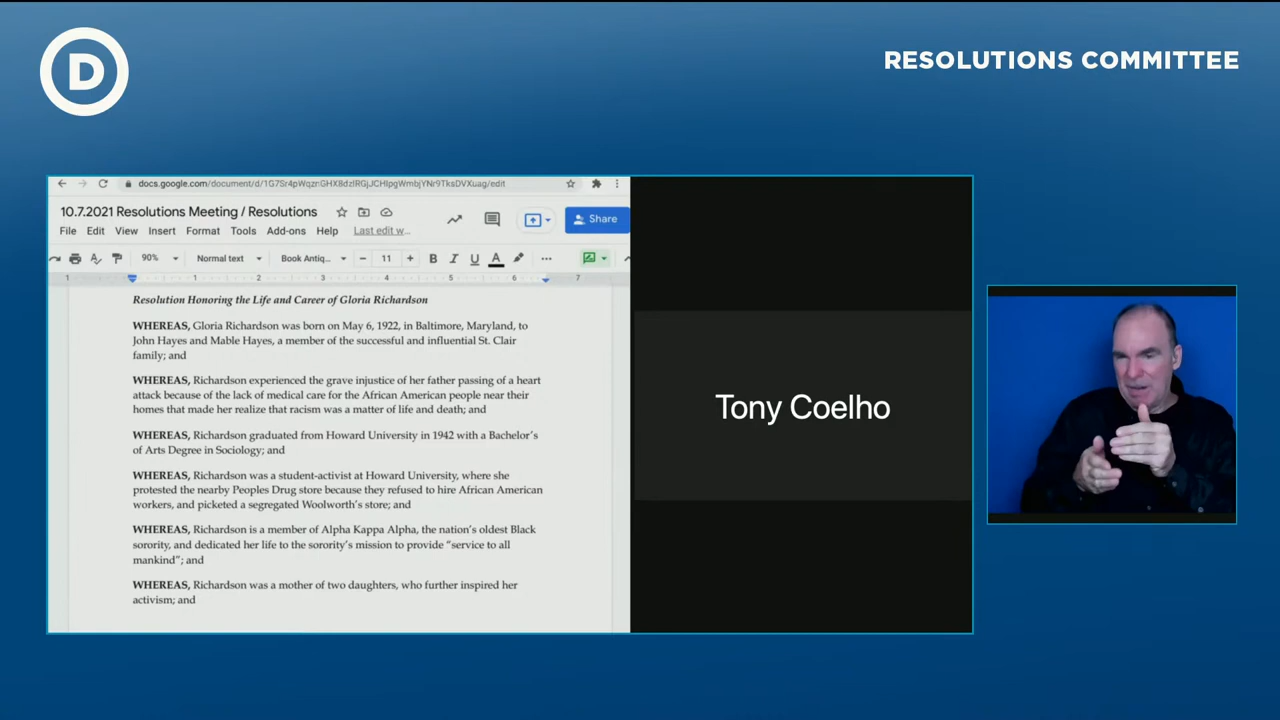 D
RESOLUTIONS COMMITTEE
docs.google.com/document/d/
/edit
10.7.2021 Resolutions Meeting / Resolutions
Share
File Edit View Insert Format Tools Add-ons Help Last edit w...
90% Normal text Book Antiq... − 11 + B I U A
1 1 2 3 4 5 6 7
Resolution Honoring the Life and Career of Gloria Richardson
WHEREAS, Gloria Richardson was born on May 6, 1922, in Baltimore, Maryland, to
John Hayes and Mable Hayes, a member of the successful and influential St. Clair
family; and
WHEREAS, Richardson experienced the grave injustice of her father passing of a heart
attack because of the lack of medical care for the African American people near their
homes that made her realize that racism was a matter of life and death; and
WHEREAS, Richardson graduated from Howard University in 1942 with a Bachelor's
of Arts Degree in Sociology; and
WHEREAS, Richardson was a student-activist at Howard University, where she
protested the nearby Peoples Drug store because they refused to hire African American
workers, and picketed a segregated Woolworth's store; and
WHEREAS, Richardson is a member of Alpha Kappa Alpha, the nation's oldest Black
sorority, and dedicated her life to the sorority's mission to provide "service to all
mankind"; and
WHEREAS, Richardson was a mother of two daughters, who further inspired her
activism; and
Tony Coelho